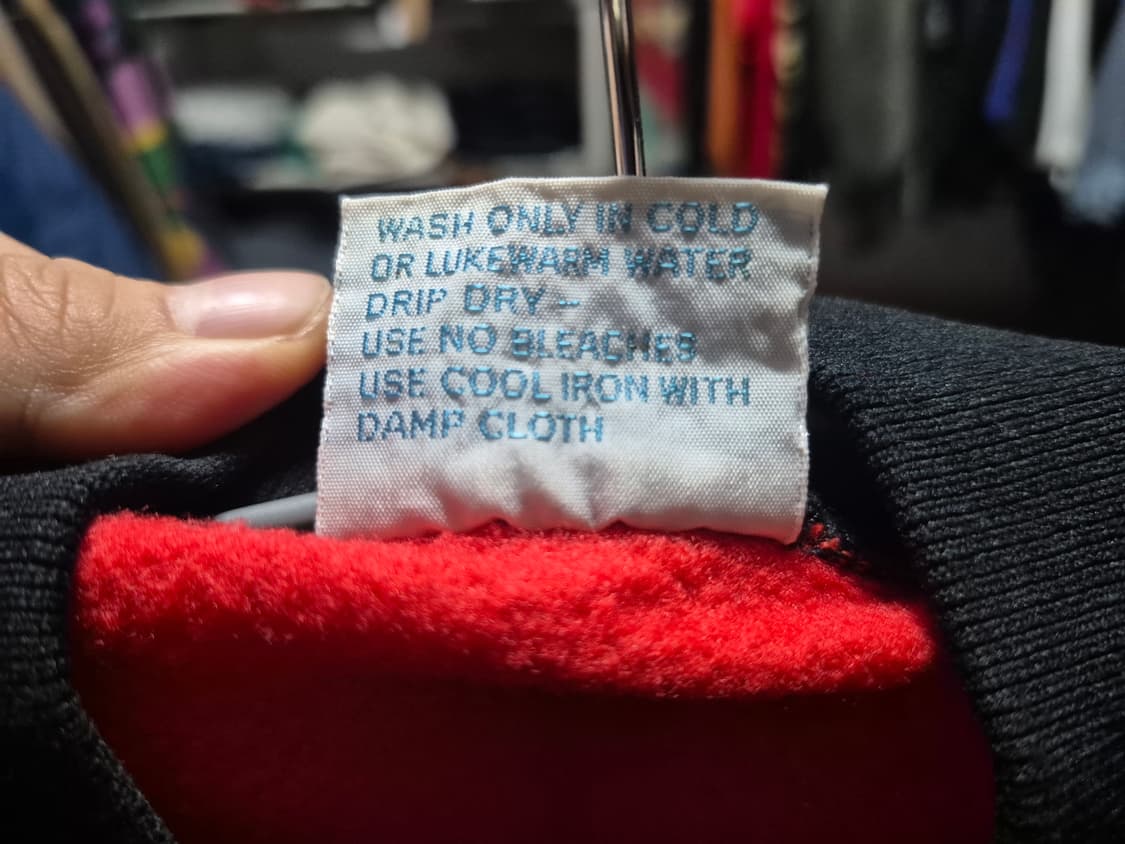 WASH ONLY IN COLD
OR LUKEWARM WATER
DRIP DRY –
USE NO BLEACHES
USE COOL IRON WITH
DAMP CLOTH